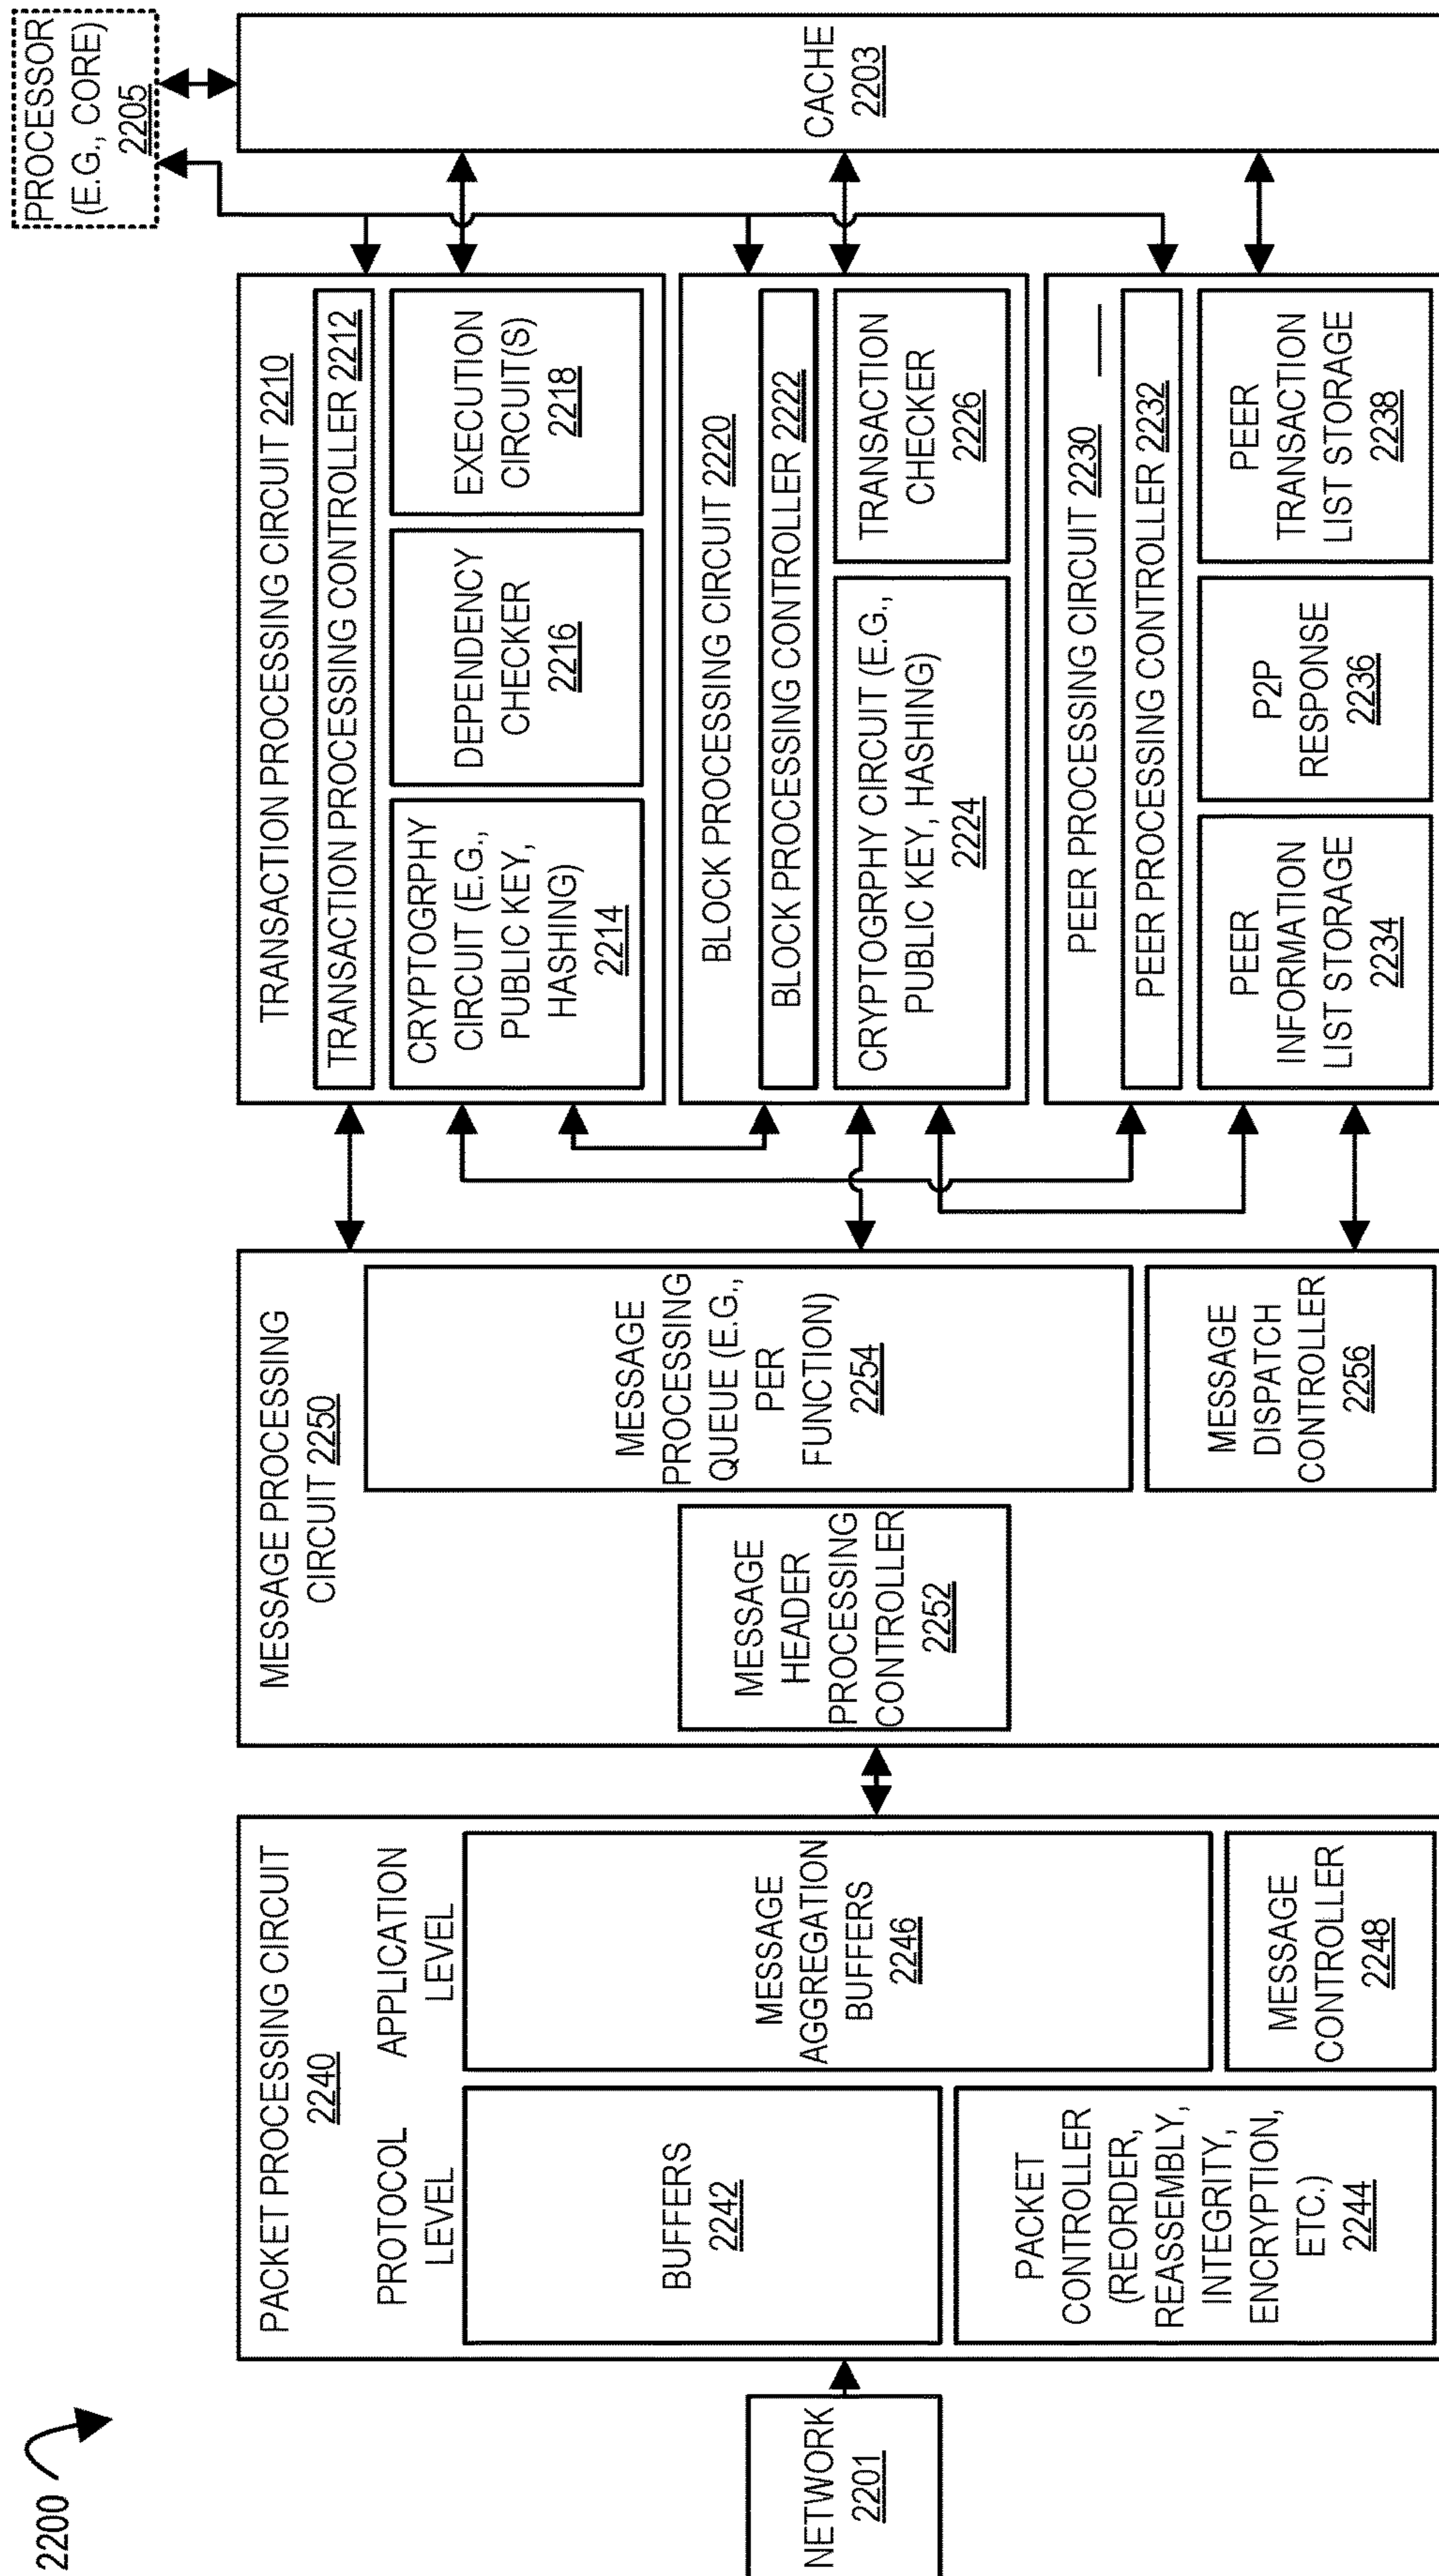 2200
NETWORK
2201
PACKET PROCESSING CIRCUIT
2240
PROTOCOL
LEVEL
APPLICATION
LEVEL
BUFFERS
2242
PACKET
CONTROLLER
(REORDER,
REASSEMBLY,
INTEGRITY,
ENCRYPTION,
ETC.)
2244
MESSAGE
AGGREGATION
BUFFERS
2246
MESSAGE
CONTROLLER
2248
MESSAGE PROCESSING
CIRCUIT 2250
MESSAGE
HEADER
PROCESSING
CONTROLLER
2252
MESSAGE
PROCESSING
QUEUE (E.G.,
PER
FUNCTION)
2254
MESSAGE
DISPATCH
CONTROLLER
2256
TRANSACTION PROCESSING CIRCUIT 2210
TRANSACTION PROCESSING CONTROLLER 2212
CRYPTOGRPHY
CIRCUIT (E.G.,
PUBLIC KEY,
HASHING)
2214
DEPENDENCY
CHECKER
2216
EXECUTION
CIRCUIT(S)
2218
BLOCK PROCESSING CIRCUIT 2220
BLOCK PROCESSING CONTROLLER 2222
CRYPTOGRPHY CIRCUIT (E.G.,
PUBLIC KEY, HASHING)
2224
TRANSACTION
CHECKER
2226
PEER PROCESSING CIRCUIT 2230
PEER PROCESSING CONTROLLER 2232
PEER
INFORMATION
LIST STORAGE
2234
P2P
RESPONSE
2236
PEER
TRANSACTION
LIST STORAGE
2238
PROCESSOR
(E.G., CORE)
2205
CACHE
2203